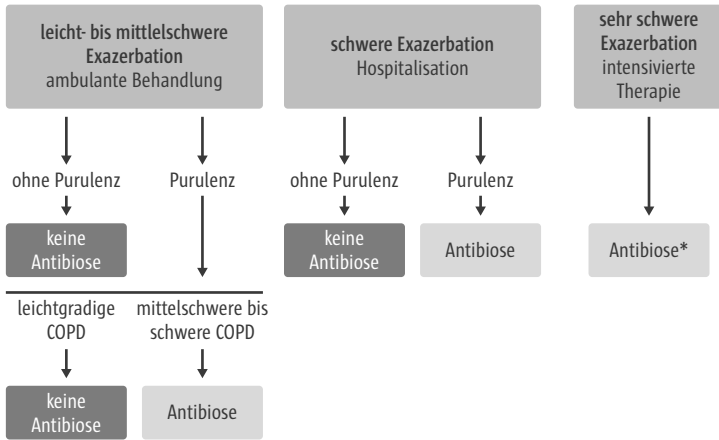 leicht- bis mittlelschwere
Exazerbation
ambulante Behandlung
schwere Exazerbation
Hospitalisation
sehr schwere
Exazerbation
intensivierte
Therapie
ohne Purulenz
Purulenz
ohne Purulenz
Purulenz
keine
Antibiose
keine
Antibiose
Antibiose
Antibiose*
leichtgradige
COPD
mittelschwere bis
schwere COPD
keine
Antibiose
Antibiose